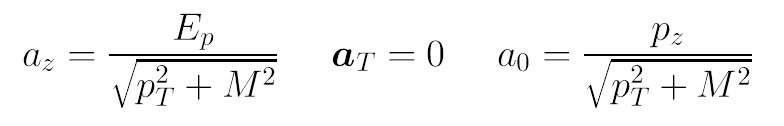 $a_z = \frac{E_p}{\sqrt{p_T^2 + M^2}} \quad \boldsymbol{a}_T = 0 \quad a_0 = \frac{p_z}{\sqrt{p_T^2 + M^2}}$